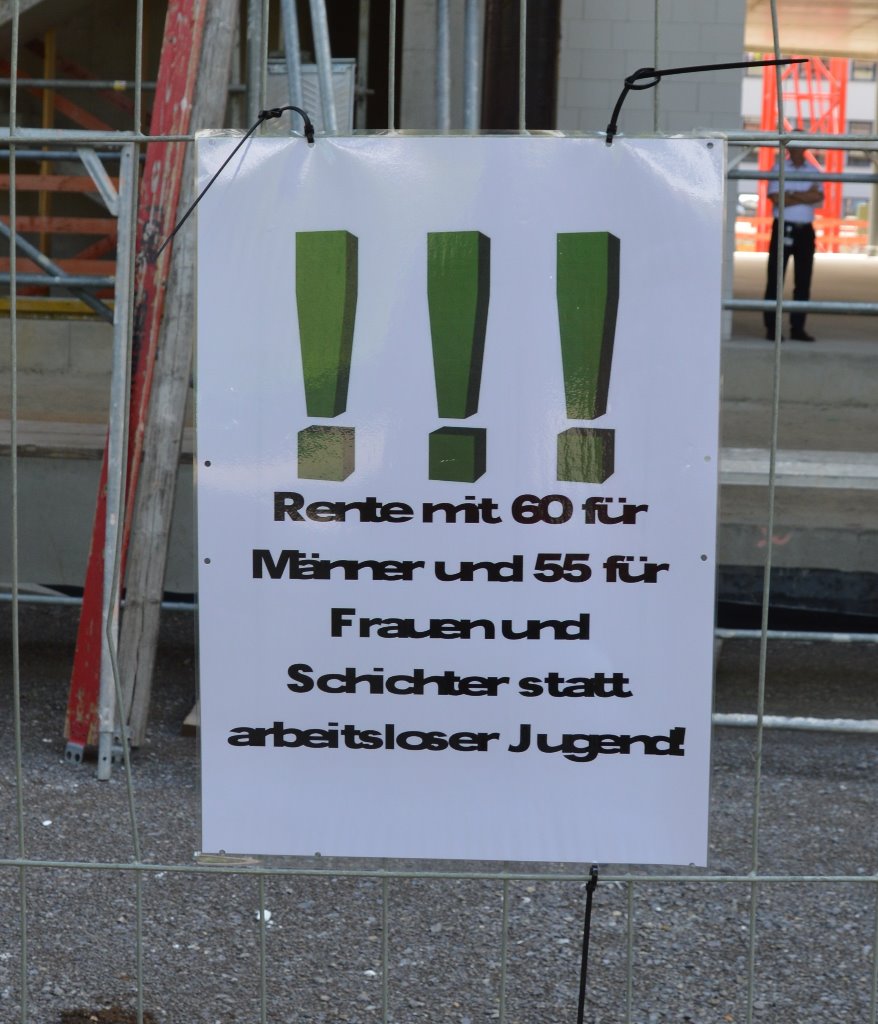 !!!
Rente mit 60 für
Männer und 55 für
Frauen und
Schichter statt
arbeitsloser Jugend!